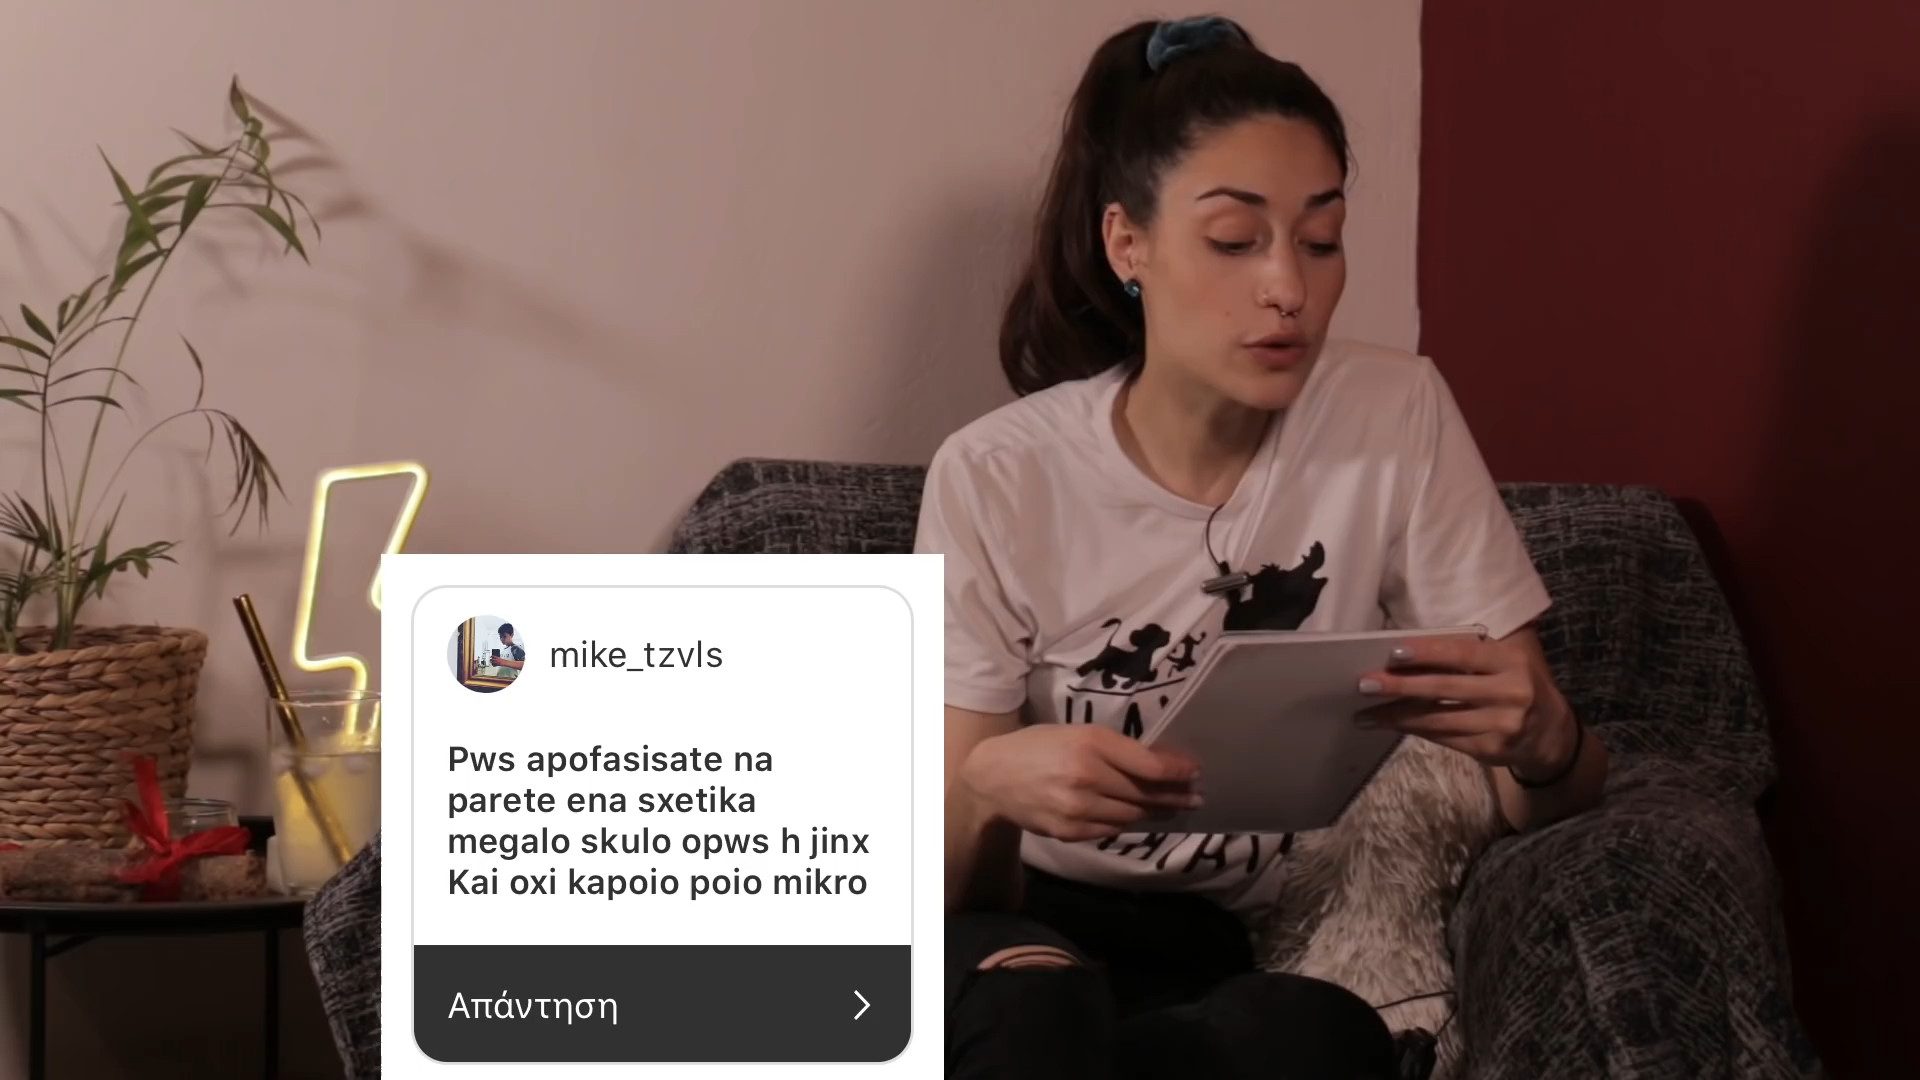 mike_tzvls
Pws apofasisate na
parete ena sxetika
megalo skulo opws h jinx
Kai oxi kapoio poio mikro
Απάντηση